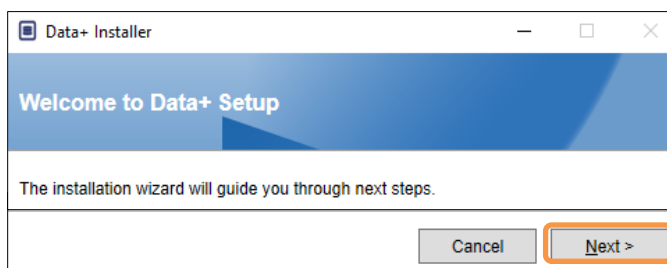 Data+ Installer
Welcome to Data+ Setup
The installation wizard will guide you through next steps.
Cancel
Next >